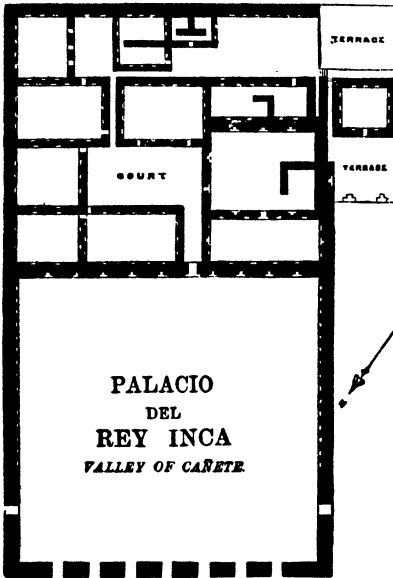 TERRACE
TERRACE
COURT
PALACIO
DEL
REY INCA
VALLEY OF CAÑETE.